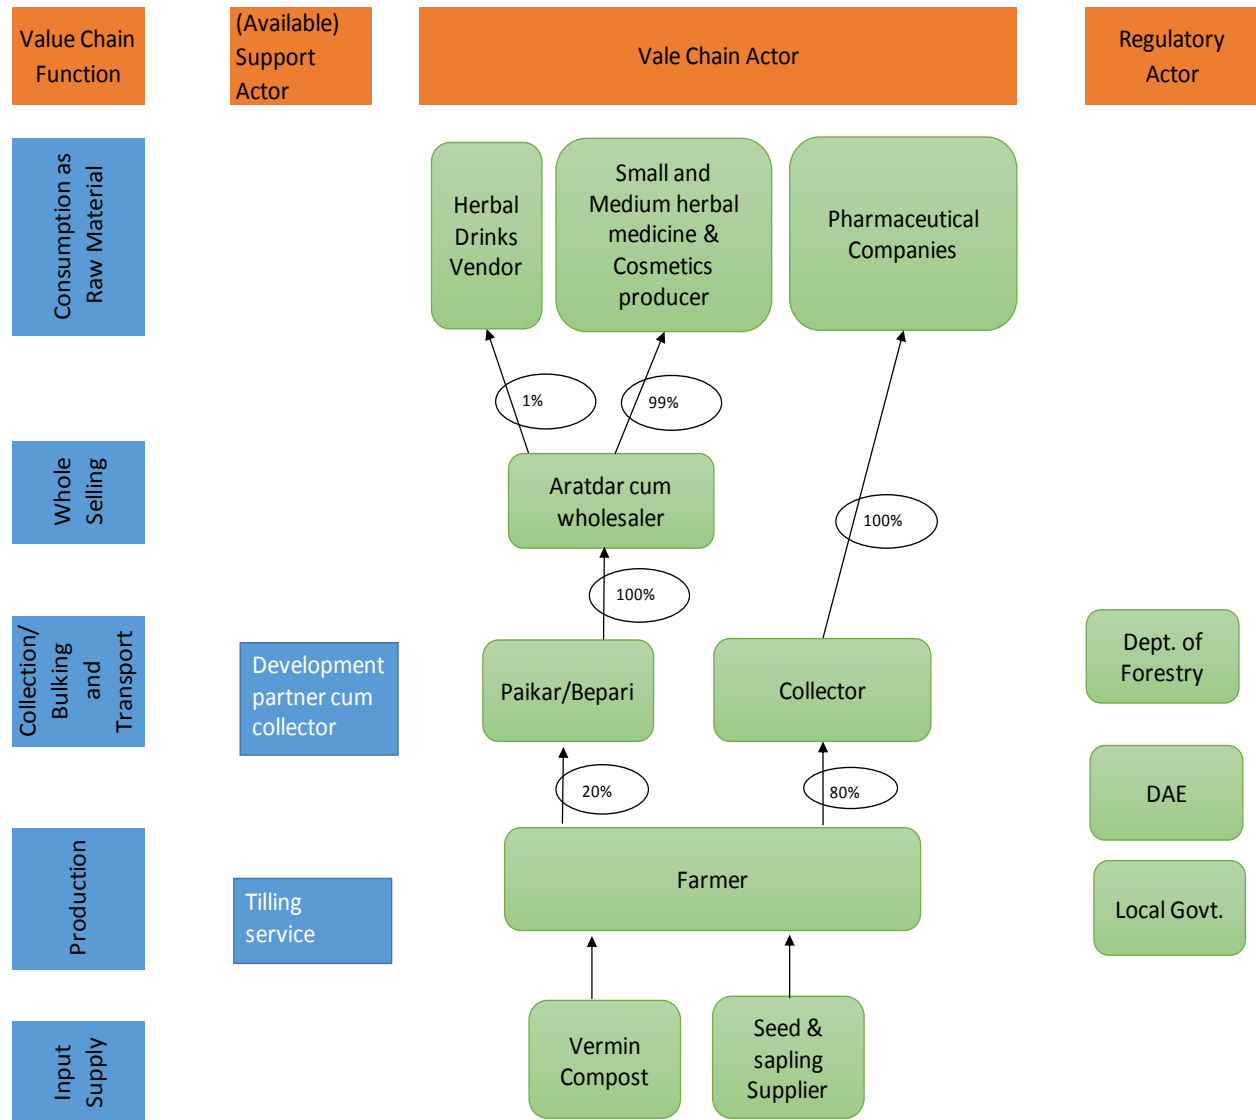 Value Chain
Function
(Available)
Support
Actor
Vale Chain Actor
Regulatory
Actor
Consumption as
Raw Material
Herbal
Drinks
Vendor
Small and
Medium herbal
medicine &
Cosmetics
producer
Pharmaceutical
Companies
1%
99%
Whole
Selling
Aratdar cum
wholesaler
100%
100%
Collection/
Bulking
and
Transport
Development
partner cum
collector
Paikar/Bepari
Collector
Dept. of
Forestry
20%
80%
DAE
Production
Tilling
service
Farmer
Local Govt.
Input
Supply
Vermin
Compost
Seed &
sapling
Supplier